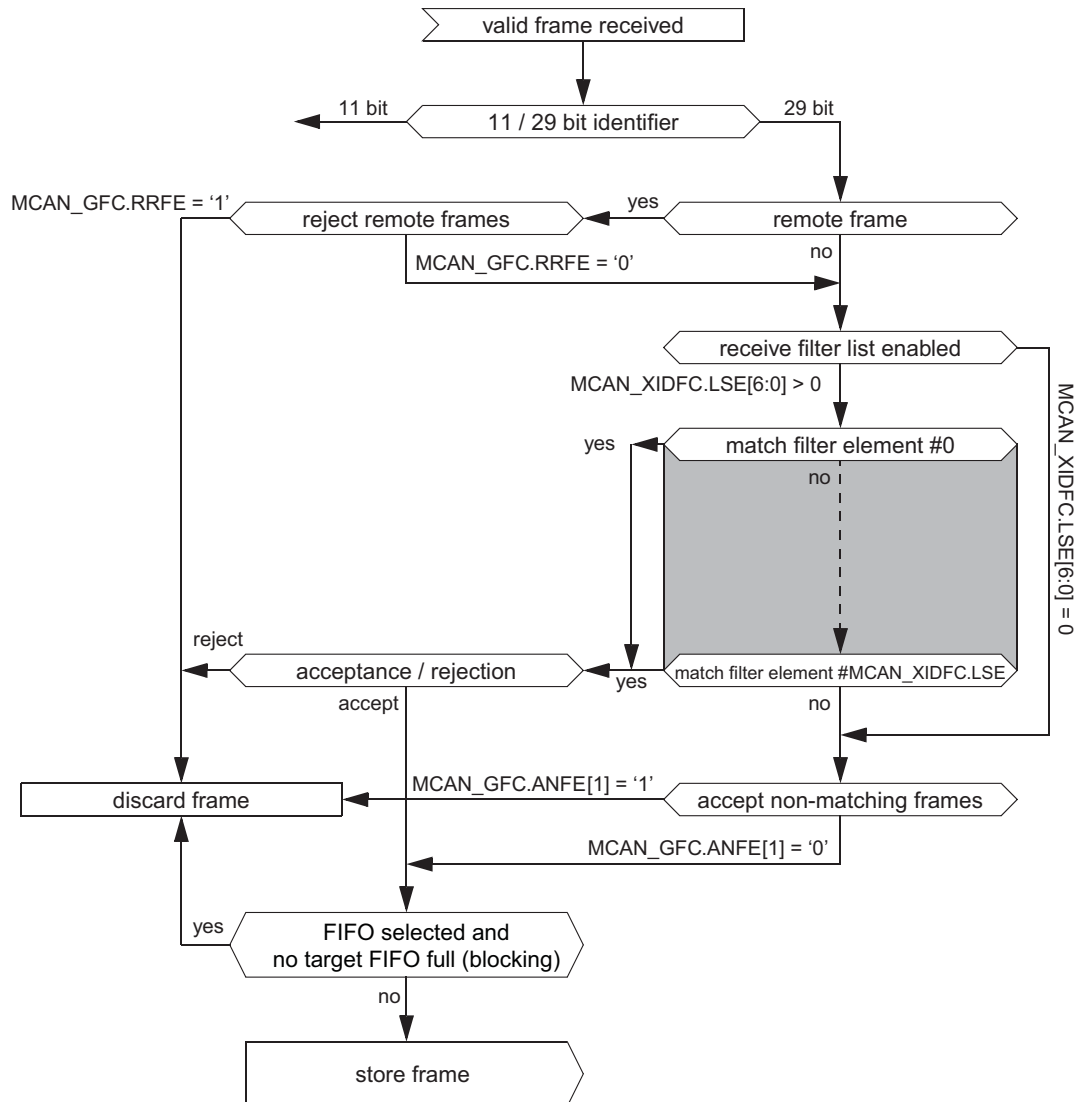 valid frame received
11 bit
11 / 29 bit identifier
29 bit
MCAN_GFC.RRFE = ‘1’
reject remote frames
yes
remote frame
MCAN_GFC.RRFE = ‘0’
no
receive filter list enabled
MCAN_XIDFC.LSE[6:0] > 0
MCAN_XIDFC.LSE[6:0] = 0
yes
match filter element #0
no
reject
acceptance / rejection
yes
match filter element #MCAN_XIDFC.LSE
accept
no
discard frame
MCAN_GFC.ANFE[1] = ‘1’
accept non-matching frames
MCAN_GFC.ANFE[1] = ‘0’
yes
FIFO selected and
no target FIFO full (blocking)
no
store frame